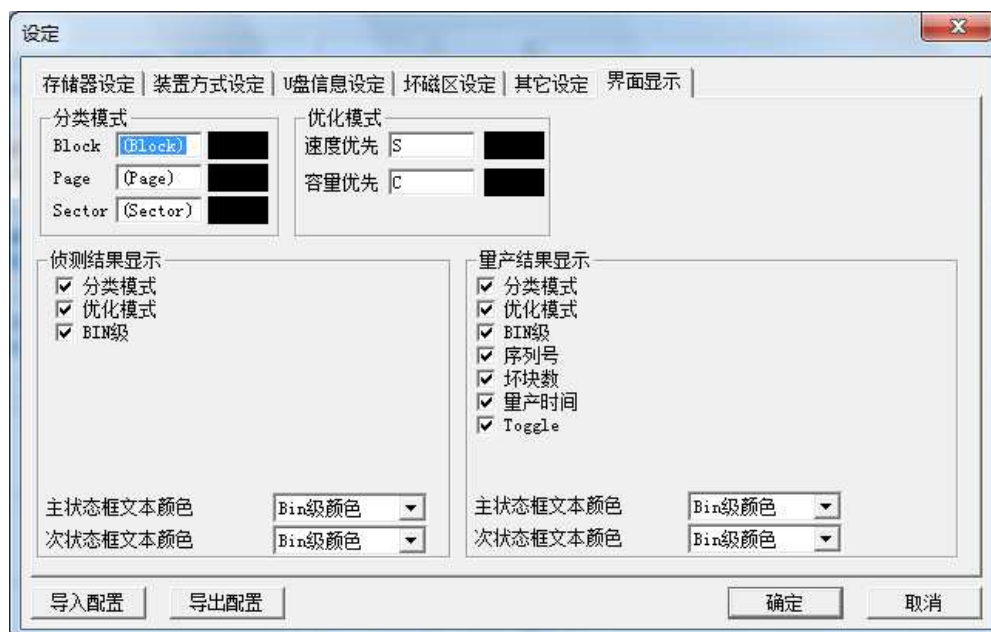 设定
存储器设定 装置方式设定 U盘信息设定 坏磁区设定 其它设定 界面显示
分类模式
Block (Block)
Page (Page)
Sector (Sector)
优化模式
速度优先 S
容量优先 C
侦测结果显示
分类模式
优化模式
BIN级
主状态框文本颜色 Bin级颜色
次状态框文本颜色 Bin级颜色
量产结果显示
分类模式
优化模式
BIN级
序列号
坏块数
量产时间
Toggle
主状态框文本颜色 Bin级颜色
次状态框文本颜色 Bin级颜色
导入配置 导出配置 确定 取消